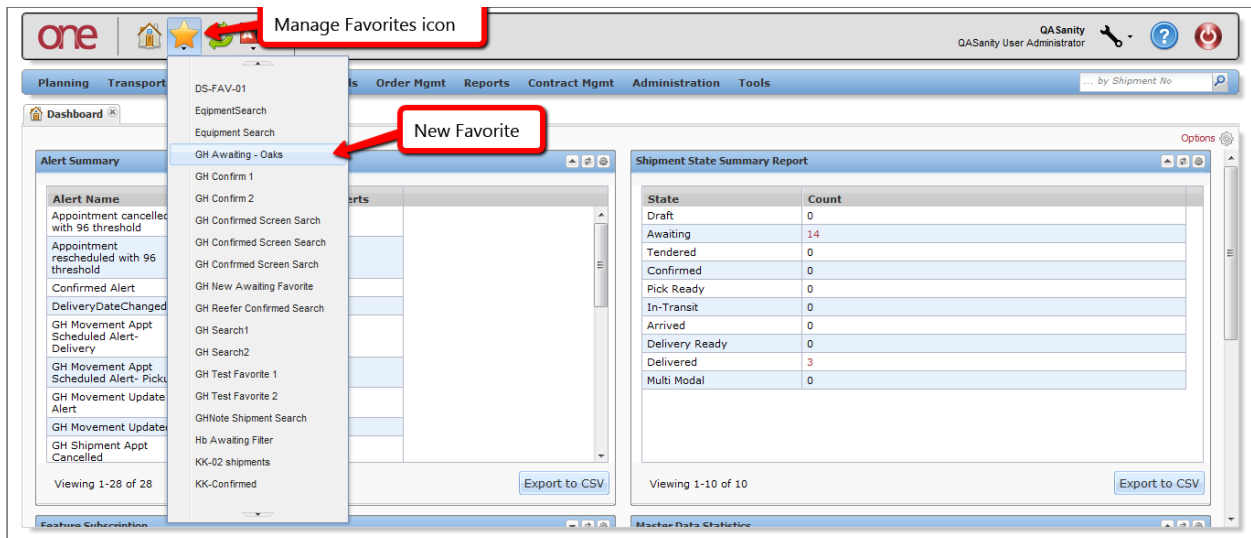 Manage Favorites icon
one
QASanity
QASanity User Administrator
Planning Transport
ls Order Mgmt Reports Contract Mgmt Administration Tools
... by Shipment No
Dashboard
Options
DS-FAV-01
EqipmentSearch
Equipment Search
GH Awaiting - Oaks
GH Confirm 1
GH Confirm 2
GH Confirmed Screen Sarch
GH Confirmed Screen Search
GH Confrmed Screen Sarch
GH New Awaiting Favorite
GH Reefer Confirmed Search
GH Search1
GH Search2
GH Test Favorite 1
GH Test Favorite 2
GHNote Shipment Search
Hb Awaiting Filter
KK-02 shipments
KK-Confirmed
New Favorite
Alert Summary
Alert Name
erts
Appointment cancelled
with 96 threshold
Appointment
rescheduled with 96
threshold
Confirmed Alert
DeliveryDateChanged
GH Movement Appt
Scheduled Alert-
Delivery
GH Movement Appt
Scheduled Alert- Picku
GH Movement Update
Alert
GH Movement Updated
GH Shipment Appt
Cancelled
Viewing 1-28 of 28
Export to CSV
Shipment State Summary Report
State Count
Draft 0
Awaiting 14
Tendered 0
Confirmed 0
Pick Ready 0
In-Transit 0
Arrived 0
Delivery Ready 0
Delivered 3
Multi Modal 0
Viewing 1-10 of 10
Export to CSV
Feature Subscription
Master Data Statistics